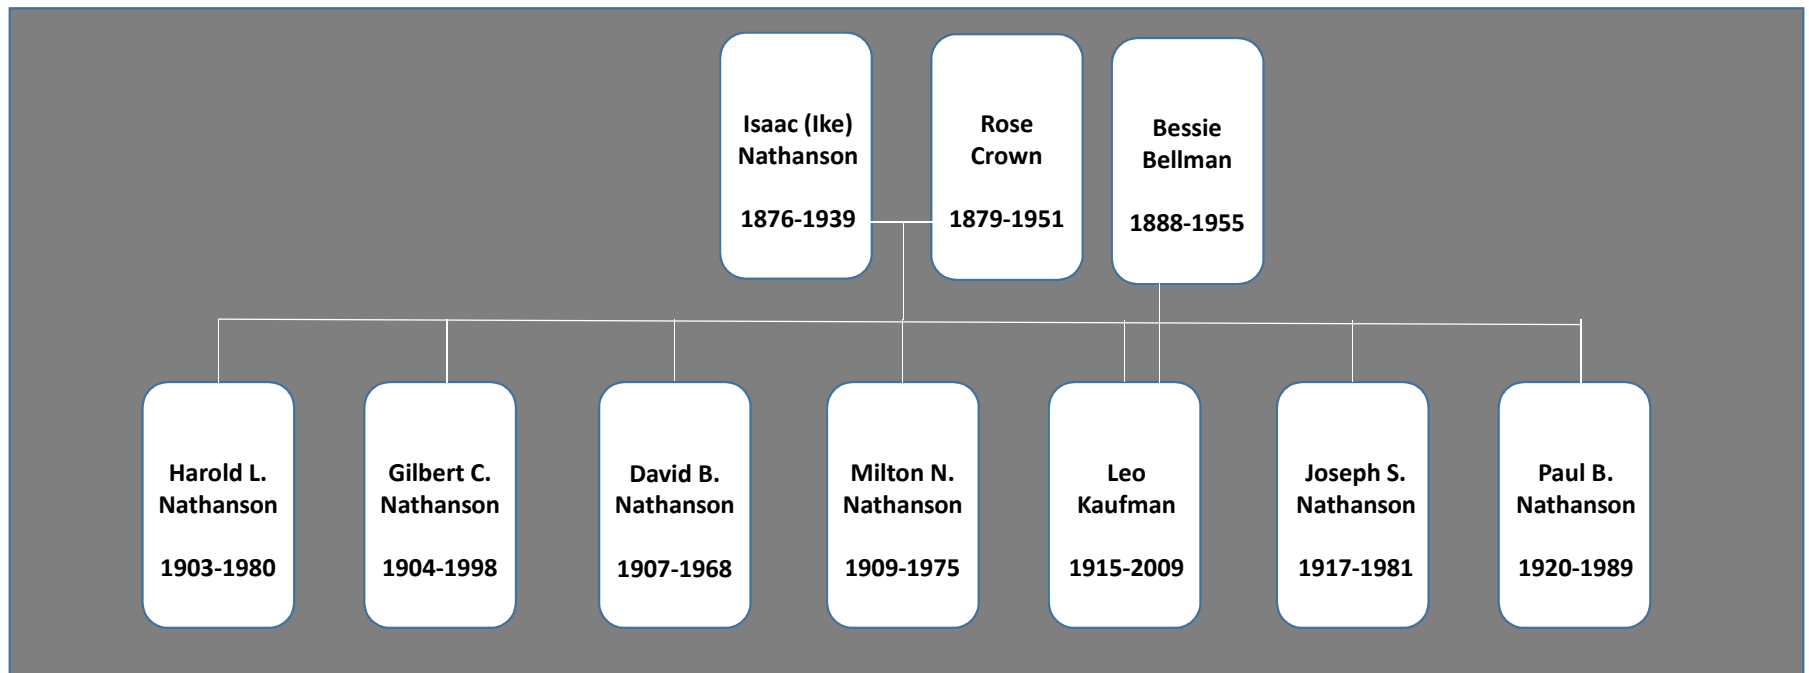 Isaac (Ike)
Nathanson
1876-1939
Rose
Crown
1879-1951
Bessie
Bellman
1888-1955
Harold L.
Nathanson
1903-1980
Gilbert C.
Nathanson
1904-1998
David B.
Nathanson
1907-1968
Milton N.
Nathanson
1909-1975
Leo
Kaufman
1915-2009
Joseph S.
Nathanson
1917-1981
Paul B.
Nathanson
1920-1989